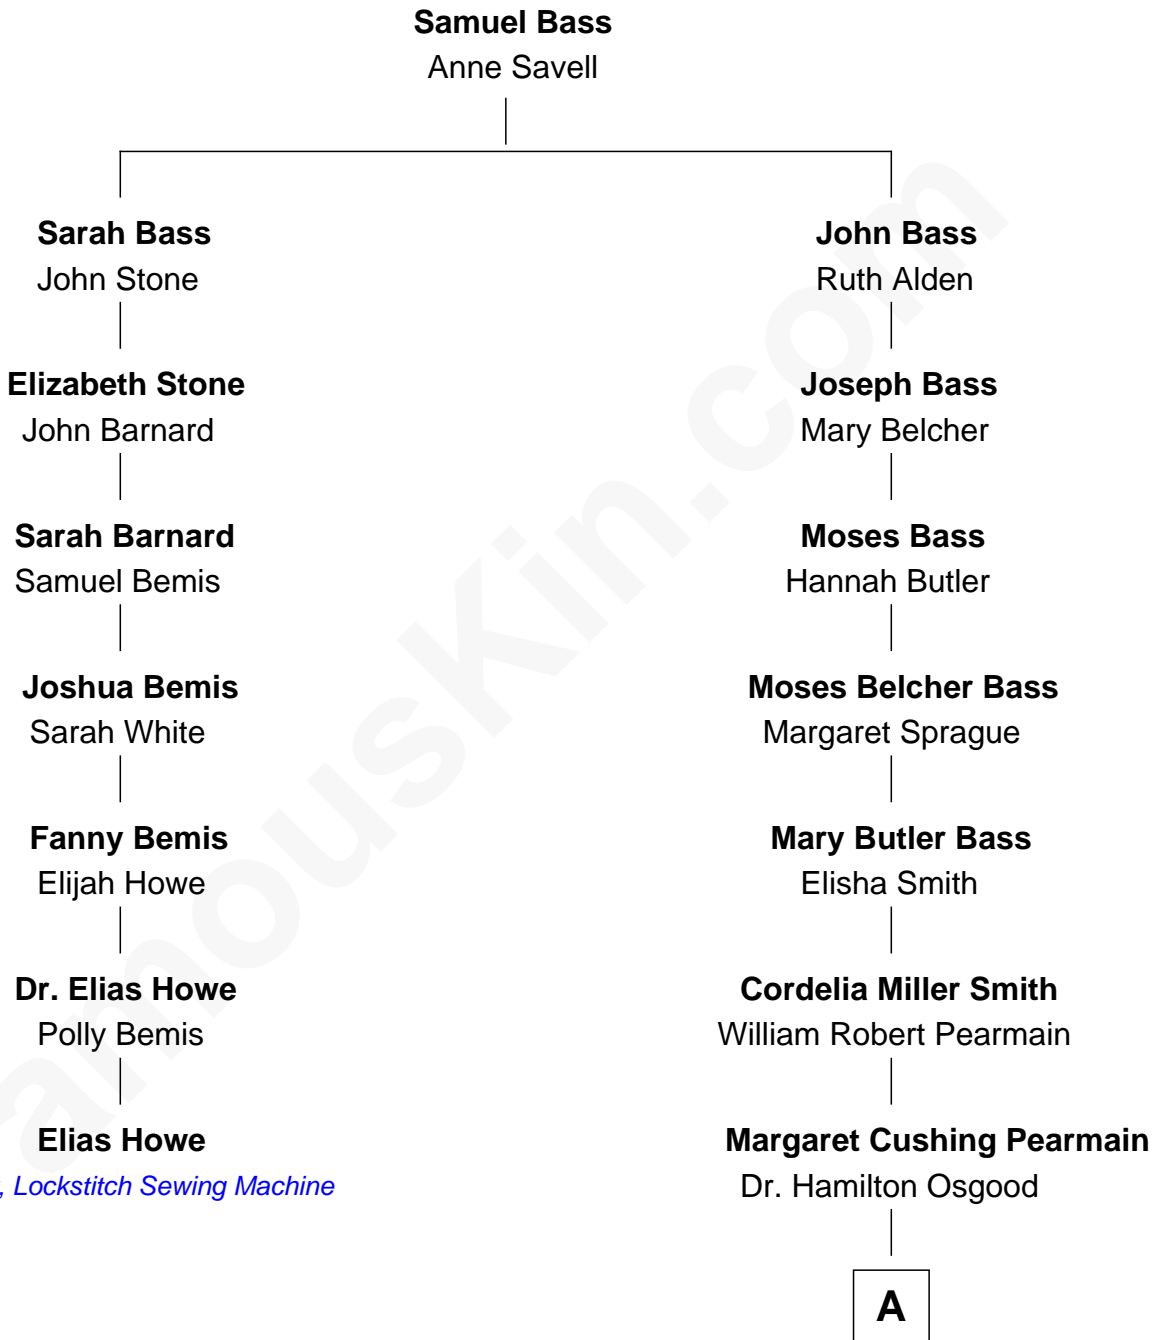 Samuel Bass
Anne Savell
Sarah Bass
John Stone
Elizabeth Stone
John Barnard
Sarah Barnard
Samuel Bemis
Joshua Bemis
Sarah White
Fanny Bemis
Elijah Howe
Dr. Elias Howe
Polly Bemis
Elias Howe
, Lockstitch Sewing Machine
John Bass
Ruth Alden
Joseph Bass
Mary Belcher
Moses Bass
Hannah Butler
Moses Belcher Bass
Margaret Sprague
Mary Butler Bass
Elisha Smith
Cordelia Miller Smith
William Robert Pearmain
Margaret Cushing Pearmain
Dr. Hamilton Osgood
A
amouskin.com